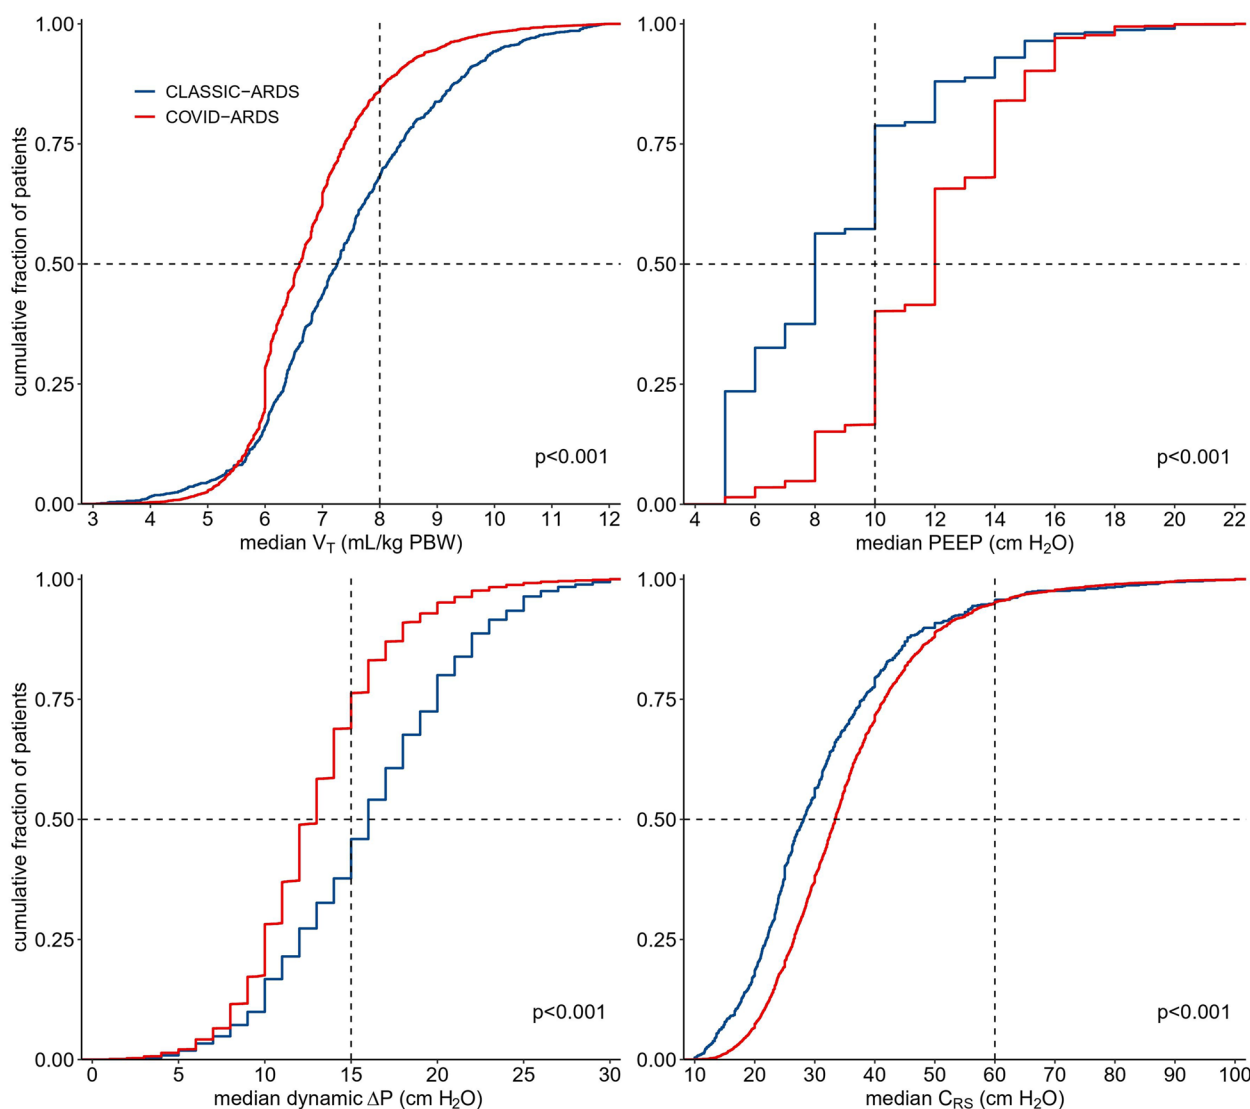 1.00
0.75
0.50
0.25
0.00
cumulative fraction of patients
CLASSIC−ARDS
COVID−ARDS
p<0.001
3 4 5 6 7 8 9 10 11 12
median V_T (mL/kg PBW)
1.00
0.75
0.50
0.25
0.00
p<0.001
4 6 8 10 12 14 16 18 20 22
median PEEP (cm H₂O)
1.00
0.75
0.50
0.25
0.00
cumulative fraction of patients
p<0.001
0 5 10 15 20 25 30
median dynamic ΔP (cm H₂O)
1.00
0.75
0.50
0.25
0.00
p<0.001
10 20 30 40 50 60 70 80 90 100
median C_RS (cm H₂O)